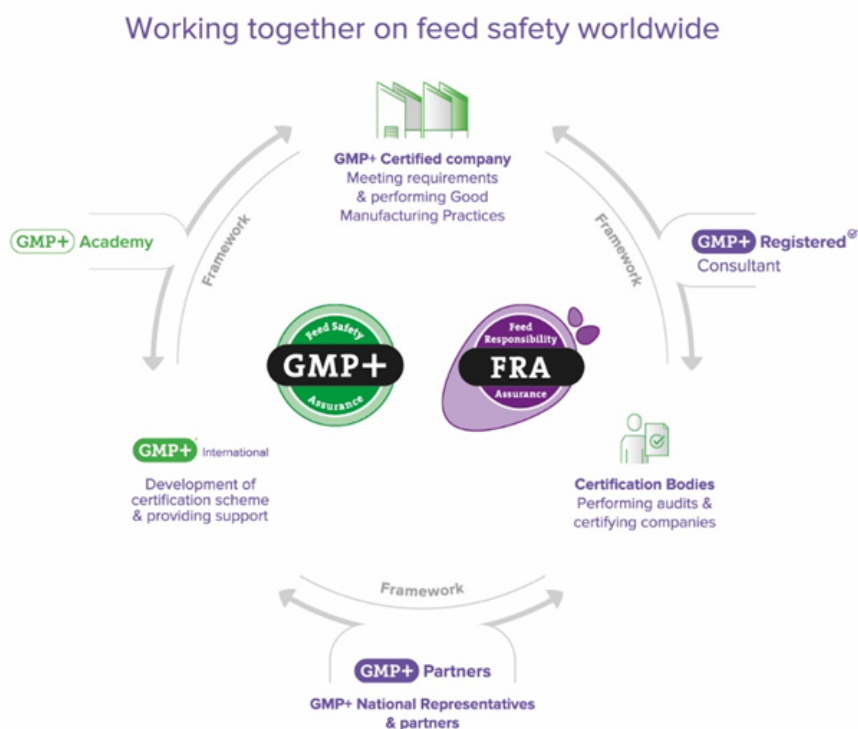 Working together on feed safety worldwide
GMP+ Certified company
Meeting requirements
& performing Good
Manufacturing Practices
Framework
Framework
GMP+ Academy
GMP+ Registered
Consultant
Feed Safety
GMP+
Assurance
Feed
Responsibility
FRA
Assurance
GMP+ International
Development of
certification scheme
& providing support
Certification Bodies
Performing audits &
certifying companies
Framework
GMP+ Partners
GMP+ National Representatives
& partners